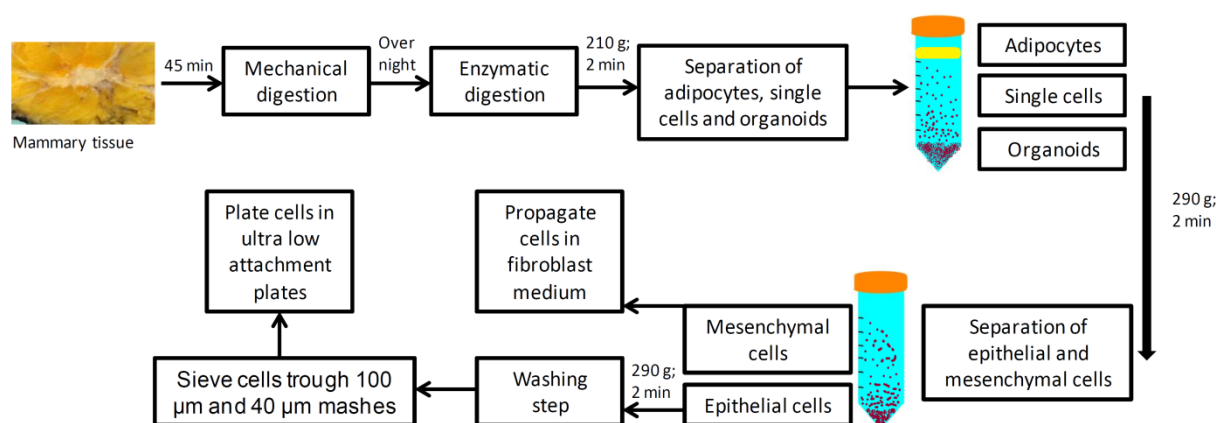 45 min
Mechanical
digestion
Over
night
Enzymatic
digestion
210 g;
2 min
Separation of
adipocytes, single
cells and organoids
Adipocytes
Single cells
Organoids
Mammary tissue
290 g;
2 min
Separation of
epithelial and
mesenchymal cells
Mesenchymal
cells
Epithelial cells
Propagate
cells in
fibroblast
medium
290 g;
2 min
Washing
step
Sieve cells trough 100
µm and 40 µm mashes
Plate cells in
ultra low
attachment
plates